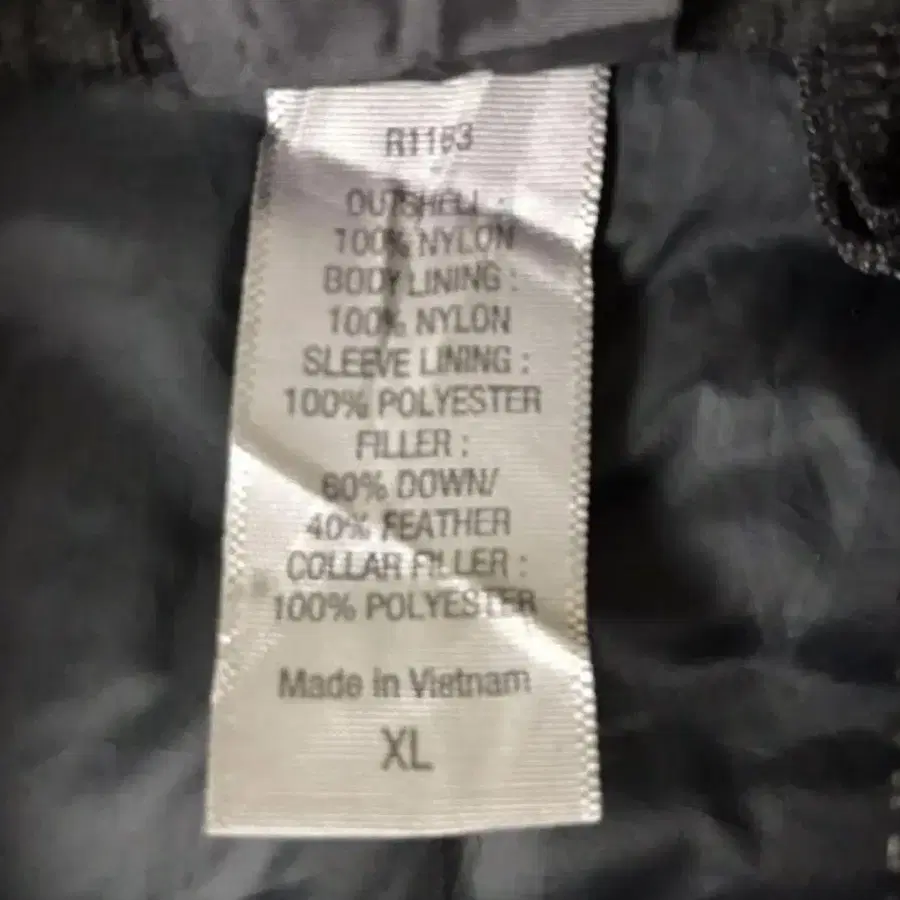 R1163
OUTSHELL :
100% NYLON
BODY LINING :
100% NYLON
SLEEVE LINING :
100% POLYESTER
FILLER :
60% DOWN/
40% FEATHER
COLLAR FILLER :
100% POLYESTER
Made in Vietnam
XL